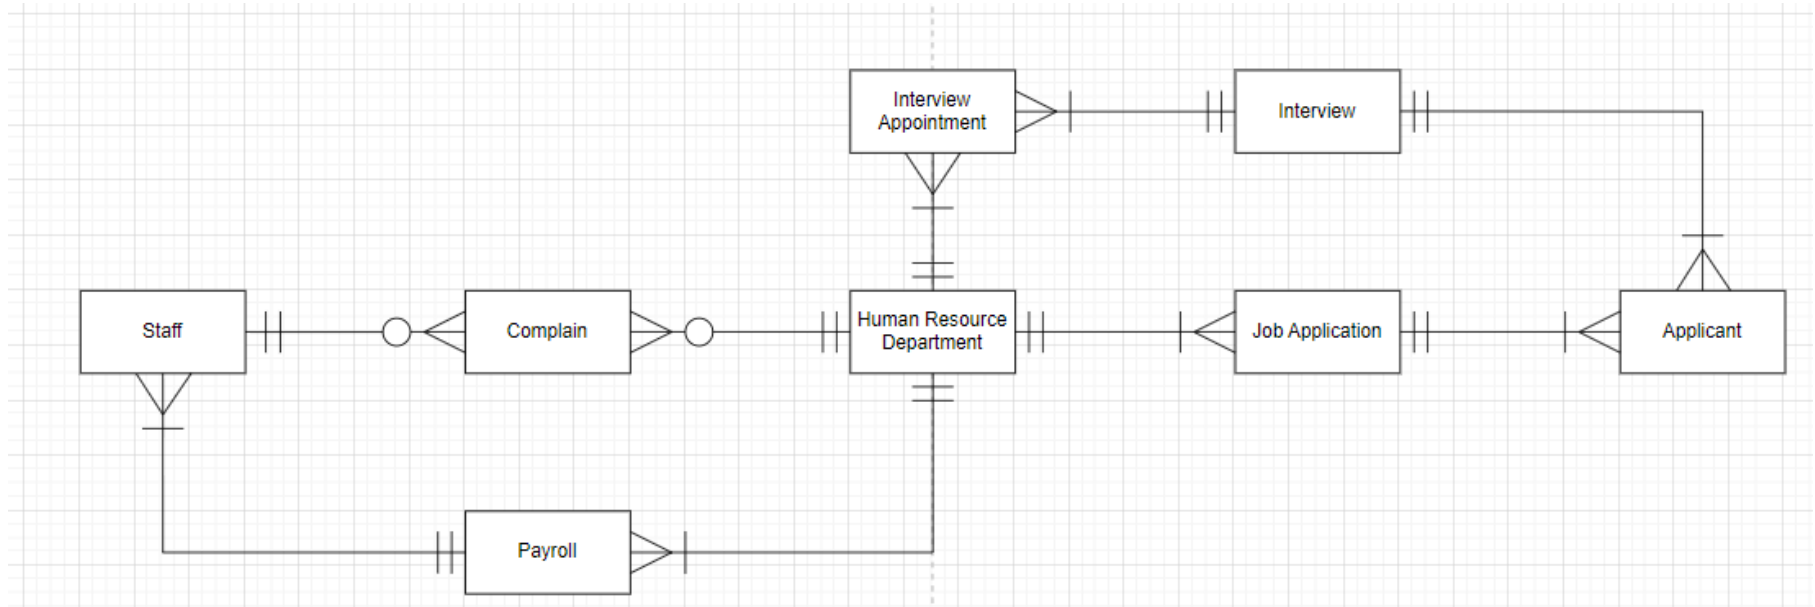 Interview
Appointment
Interview
Staff
Complain
Human Resource
Department
Job Application
Applicant
Payroll